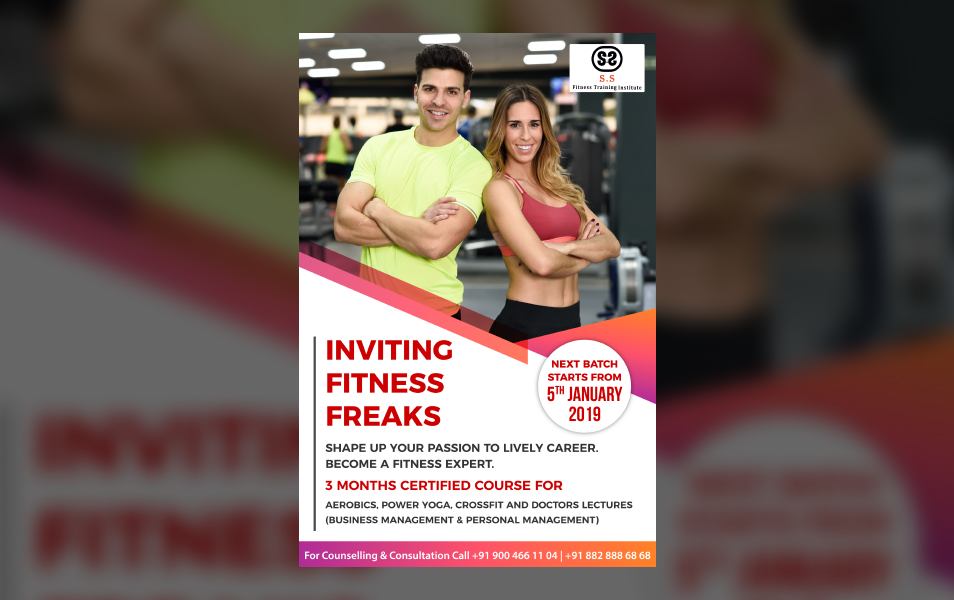 SS
S.S
Fitness Training Institute
INVITING
FITNESS
FREAKS
NEXT BATCH
STARTS FROM
5TH JANUARY
2019
SHAPE UP YOUR PASSION TO LIVELY CAREER.
BECOME A FITNESS EXPERT.
3 MONTHS CERTIFIED COURSE FOR
AEROBICS, POWER YOGA, CROSSFIT AND DOCTORS LECTURES
(BUSINESS MANAGEMENT & PERSONAL MANAGEMENT)
For Counselling & Consultation Call +91 900 466 11 04 | +91 882 888 68 68